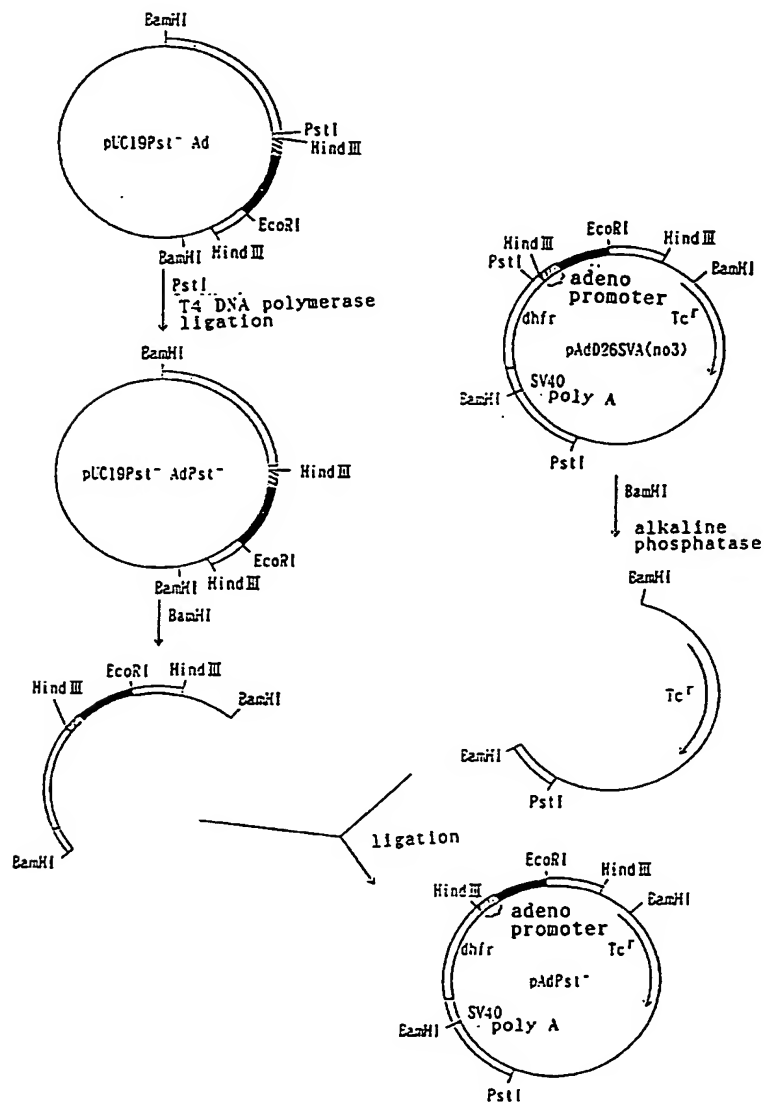 BamHI
pUC19Pst⁻ Ad
PstI
HindIII
EcoRI
HindIII
BamHI
PstI
T4 DNA polymerase
ligation
BamHI
pUC19Pst⁻ AdPst⁻
HindIII
EcoRI
HindIII
BamHI
BamHI
EcoRI
HindIII
HindIII
BamHI
BamHI
EcoRI
HindIII
HindIII
PstI
BamHI
adeno
promoter
dhfr
Tcʳ
pAdD26SVA(no3)
SV40
poly A
BamHI
PstI
BamHI
alkaline
phosphatase
BamHI
Tcʳ
BamHI
PstI
ligation
EcoRI
HindIII
HindIII
BamHI
adeno
promoter
dhfr
Tcʳ
pAdPst⁻
SV40
poly A
BamHI
PstI